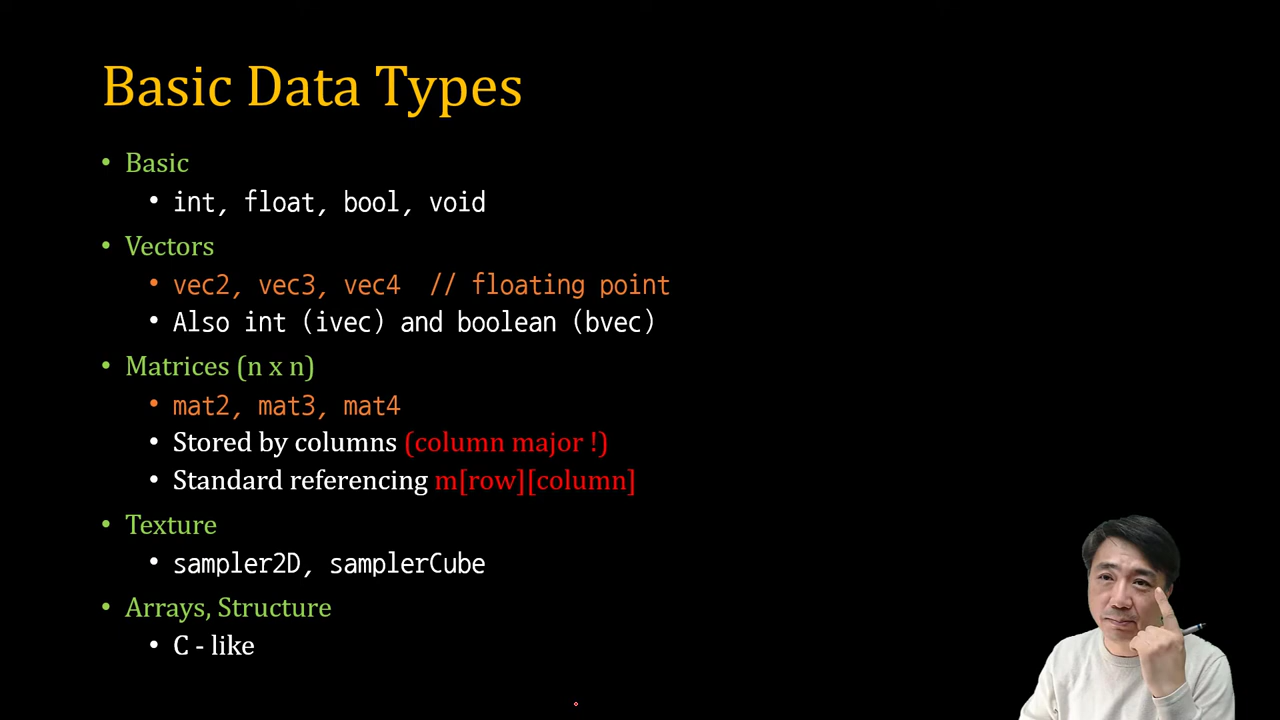 Basic Data Types
• Basic
• int, float, bool, void
• Vectors
• vec2, vec3, vec4 // floating point
• Also int (ivec) and boolean (bvec)
• Matrices (n x n)
• mat2, mat3, mat4
• Stored by columns (column major !)
• Standard referencing m[row][column]
• Texture
• sampler2D, samplerCube
• Arrays, Structure
• C - like